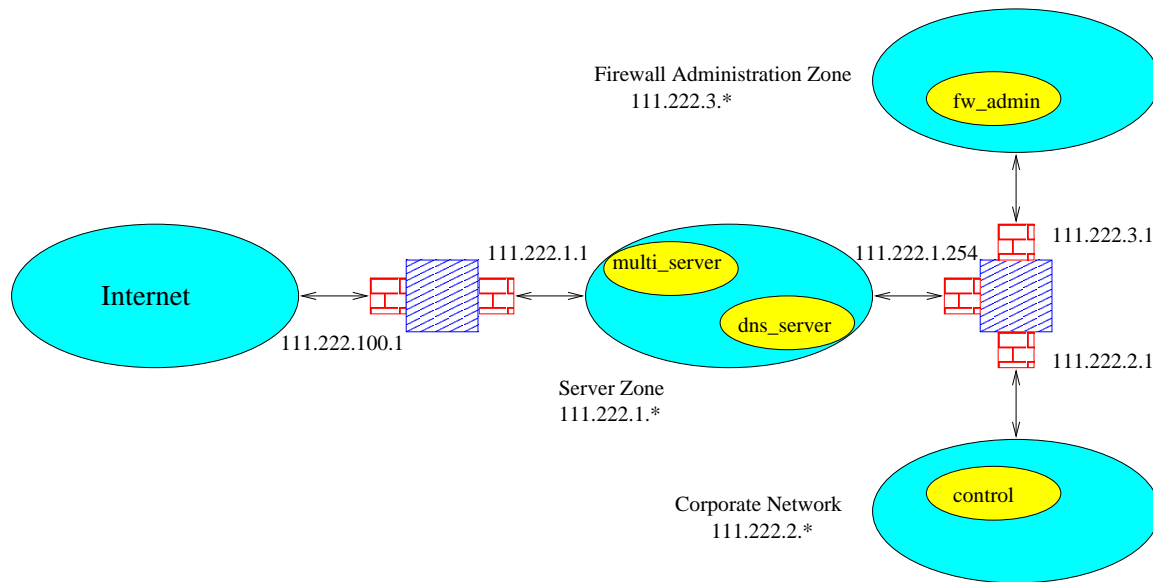 Firewall Administration Zone
111.222.3.*
fw_admin
111.222.3.1
111.222.1.1
multi_server
111.222.1.254
Internet
dns_server
111.222.100.1
111.222.2.1
Server Zone
111.222.1.*
Corporate Network
111.222.2.*
control